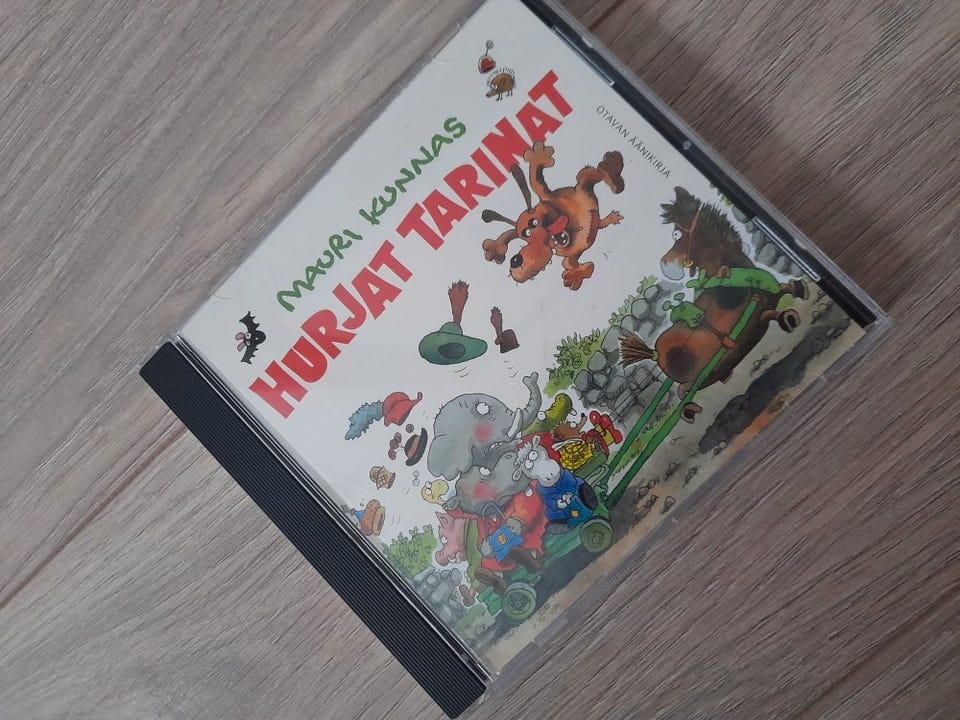 MAURI KUNNAS
HURJAT TARINAT
OTAVAN ÄÄNIKIRJA